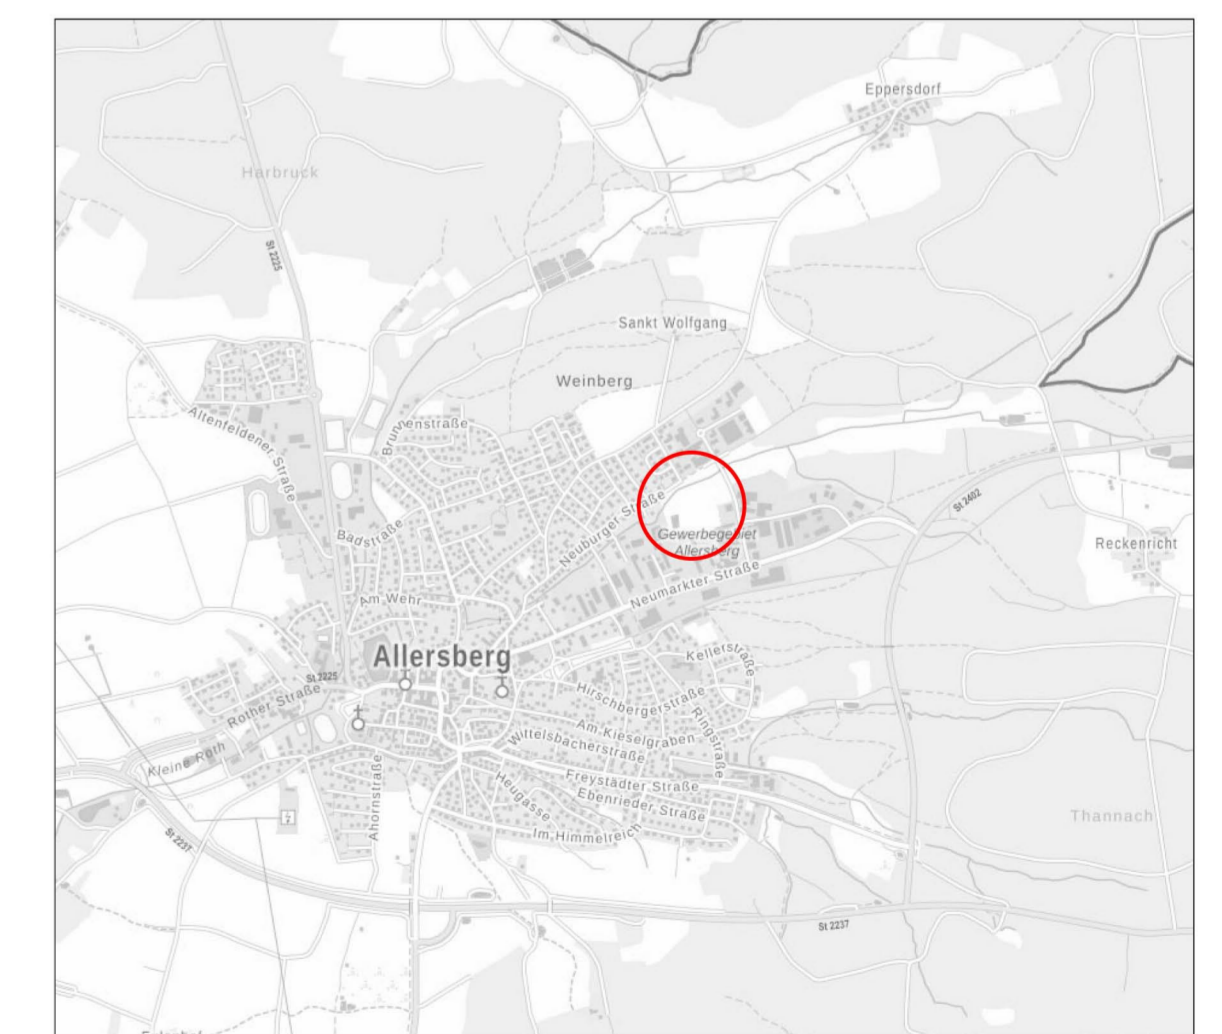 Eppersdorf
Harbruck
St 2225
Sankt Wolfgang
Weinberg
Altenfeldener Straße
Brunnenstraße
Badstraße
Neuburger Straße
St 2402
Gewerbegebiet
Allersberg
Reckenricht
Neumarkter Straße
Am Wehr
Allersberg
Kellerstraße
St 2225
Rother Straße
Hirschbergerstraße
Ringstraße
Am Kieselgraben
Wittelsbacherstraße
Kleine Roth
Freystädter Straße
Heugasse
Ebenrieder Straße
Ahornstraße
Im Himmelreich
Thannach
St 2237
St 2237